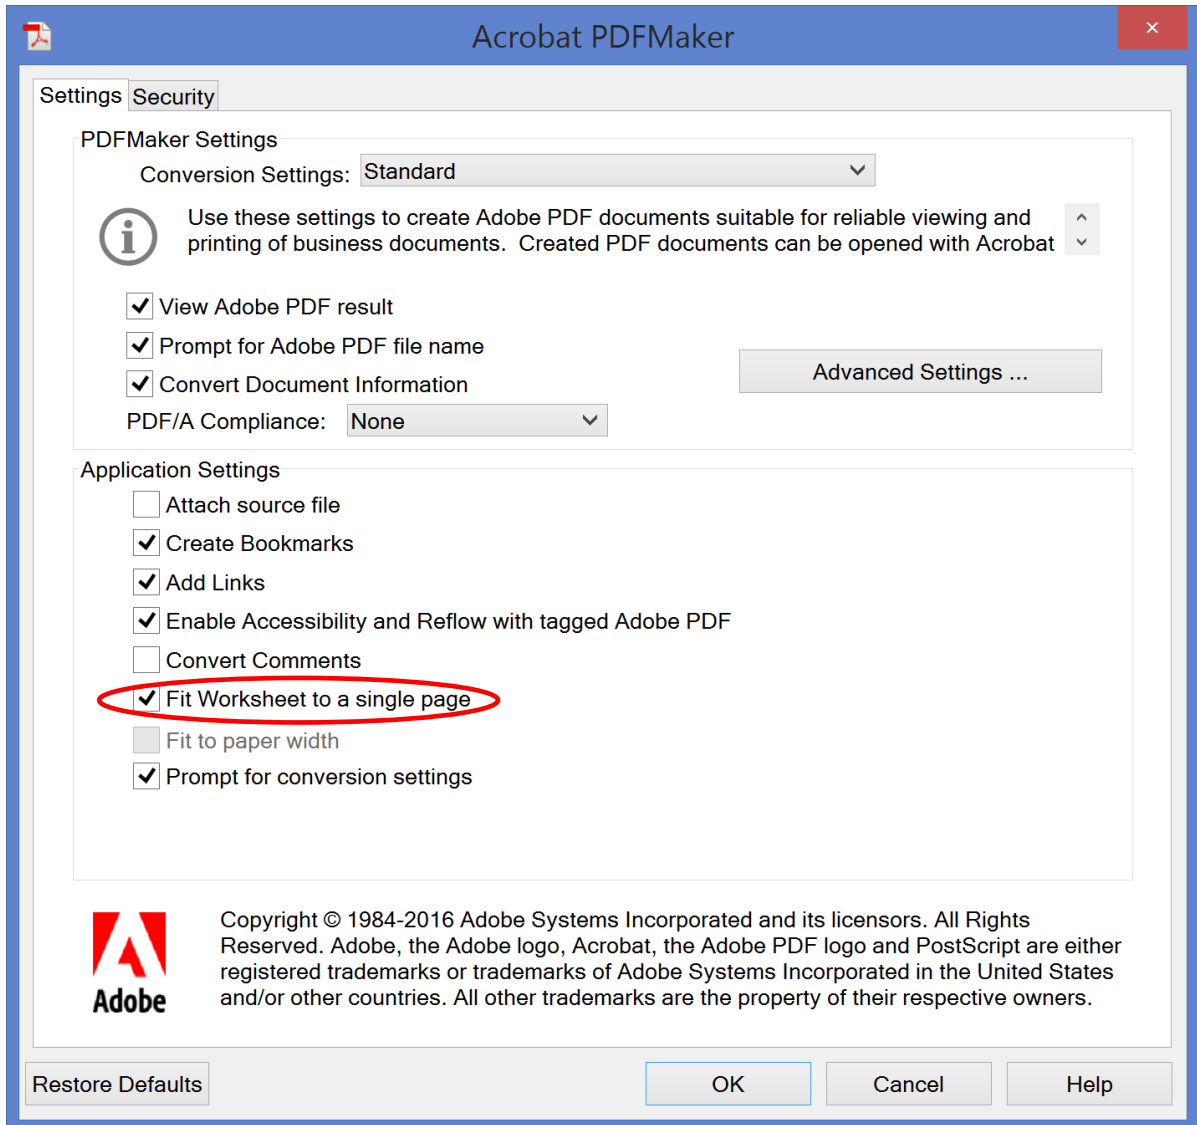 Acrobat PDFMaker
Settings
Security
PDFMaker Settings
Conversion Settings: Standard
Use these settings to create Adobe PDF documents suitable for reliable viewing and
printing of business documents.  Created PDF documents can be opened with Acrobat
View Adobe PDF result
Prompt for Adobe PDF file name
Convert Document Information
Advanced Settings ...
PDF/A Compliance: None
Application Settings
Attach source file
Create Bookmarks
Add Links
Enable Accessibility and Reflow with tagged Adobe PDF
Convert Comments
Fit Worksheet to a single page
Fit to paper width
Prompt for conversion settings
Adobe
Copyright © 1984-2016 Adobe Systems Incorporated and its licensors. All Rights
Reserved. Adobe, the Adobe logo, Acrobat, the Adobe PDF logo and PostScript are either
registered trademarks or trademarks of Adobe Systems Incorporated in the United States
and/or other countries. All other trademarks are the property of their respective owners.
Restore Defaults
OK
Cancel
Help